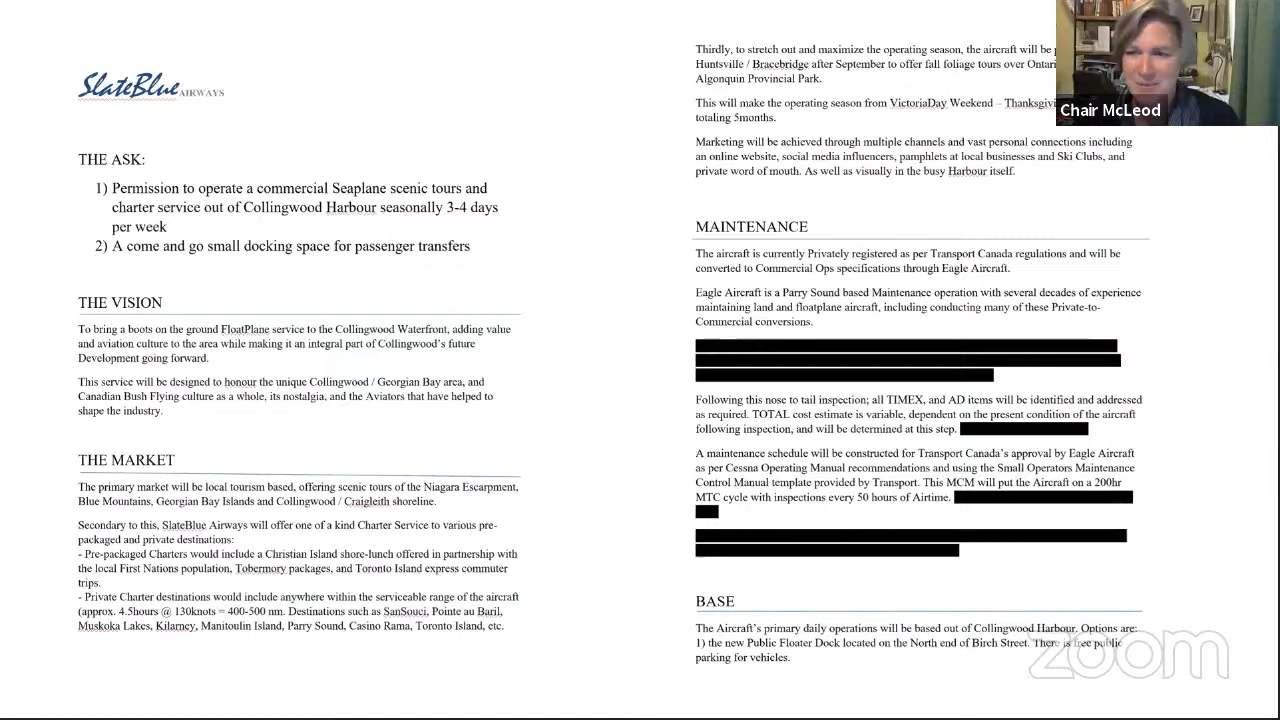 SlateBlue AIRWAYS
THE ASK:
1) Permission to operate a commercial Seaplane scenic tours and
charter service out of Collingwood Harbour seasonally 3-4 days
per week
2) A come and go small docking space for passenger transfers
THE VISION
To bring a boots on the ground FloatPlane service to the Collingwood Waterfront, adding value
and aviation culture to the area while making it an integral part of Collingwood's future
Development going forward.
This service will be designed to honour the unique Collingwood / Georgian Bay area, and
Canadian Bush Flying culture as a whole, its nostalgia, and the Aviators that have helped to
shape the industry.
THE MARKET
The primary market will be local tourism based, offering scenic tours of the Niagara Escarpment,
Blue Mountains, Georgian Bay Islands and Collingwood / Craigleith shoreline.
Secondary to this, SlateBlue Airways will offer one of a kind Charter Service to various pre-
packaged and private destinations:
- Pre-packaged Charters would include a Christian Island shore-lunch offered in partnership with
the local First Nations population, Tobermory packages, and Toronto Island express commuter
trips.
- Private Charter destinations would include anywhere within the serviceable range of the aircraft
(approx. 4.5hours @ 130knots = 400-500 nm. Destinations such as SanSouci, Pointe au Baril,
Muskoka Lakes, Kilarney, Manitoulin Island, Parry Sound, Casino Rama, Toronto Island, etc.
Thirdly, to stretch out and maximize the operating season, the aircraft will be
Huntsville / Bracebridge after September to offer fall foliage tours over
Algonquin Provincial Park.
This will make the operating season from VictoriaDay Weekend –
totaling 5months.
Marketing will be achieved through multiple channels and vast personal connections including
an online website, social media influencers, pamphlets at local businesses and Ski Clubs, and
private word of mouth. As well as visually in the busy Harbour itself.
MAINTENANCE
The aircraft is currently Privately registered as per Transport Canada regulations and will be
converted to Commercial Ops specifications through Eagle Aircraft.
Eagle Aircraft is a Parry Sound based Maintenance operation with several decades of experience
maintaining land and floatplane aircraft, including conducting many of these Private-to-
Commercial conversions.
Following this nose to tail inspection; all TIMEX, and AD items will be identified and addressed
as required. TOTAL cost estimate is variable, dependent on the present condition of the aircraft
following inspection, and will be determined at this step.
A maintenance schedule will be constructed for Transport Canada's approval by Eagle Aircraft
as per Cessna Operating Manual recommendations and using the Small Operators Maintenance
Control Manual template provided by Transport. This MCM will put the Aircraft on a 200hr
MTC cycle with inspections every 50 hours of Airtime.
BASE
The Aircraft's primary daily operations will be based out of Collingwood Harbour. Options are:
1) the new Public Floater Dock located on the North end of Birch Street. There is free public
parking for vehicles.
Chair McLeod
zoom